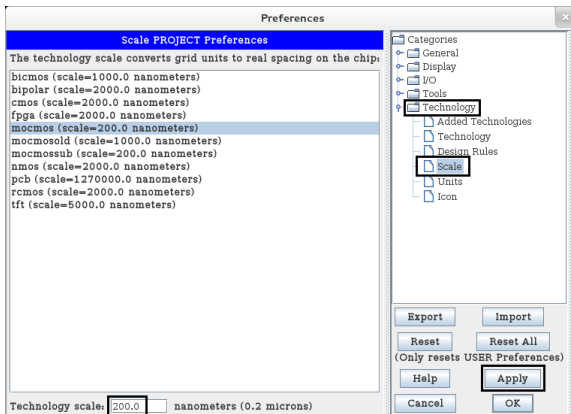 Preferences
Scale PROJECT Preferences
The technology scale converts grid units to real spacing on the chip:
bicmos (scale=1000.0 nanometers)
bipolar (scale=2000.0 nanometers)
cmos (scale=2000.0 nanometers)
fpga (scale=2000.0 nanometers)
mocmos (scale=200.0 nanometers)
mocmosold (scale=1000.0 nanometers)
mocmossub (scale=200.0 nanometers)
nmos (scale=2000.0 nanometers)
pcb (scale=1270000.0 nanometers)
rcmos (scale=2000.0 nanometers)
tft (scale=5000.0 nanometers)
Technology scale: 200.0 nanometers (0.2 microns)
Categories
General
Display
I/O
Tools
Technology
Added Technologies
Technology
Design Rules
Scale
Units
Icon
Export Import
Reset Reset All
(Only resets USER Preferences)
Help Apply
Cancel OK